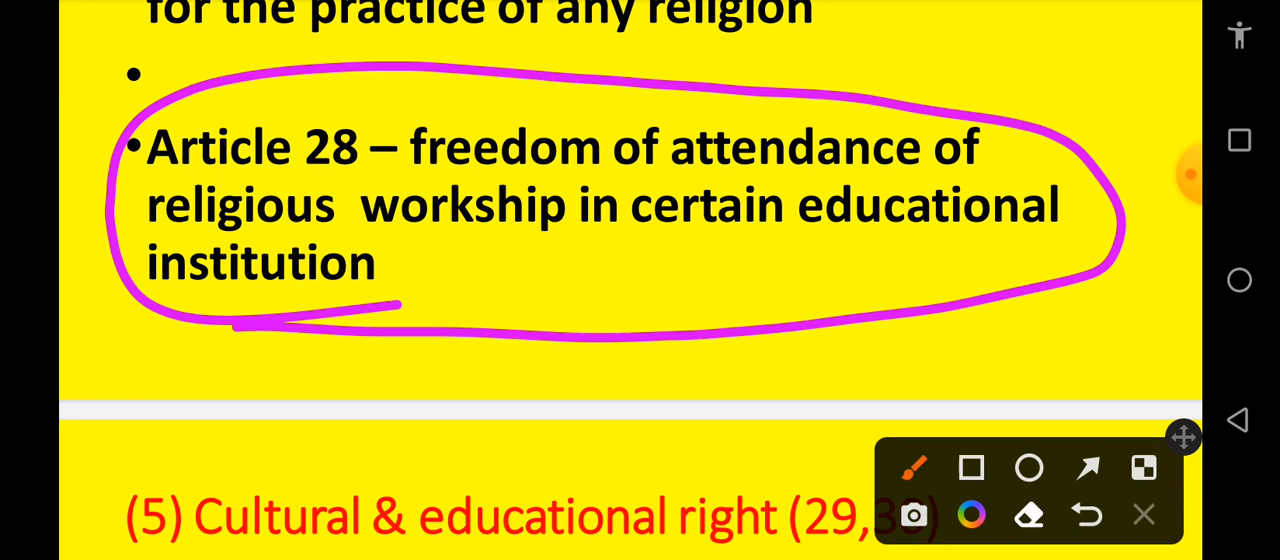 for the practice of any religion
•
•Article 28 – freedom of attendance of
religious workship in certain educational
institution
(5) Cultural & educational right (29,30)